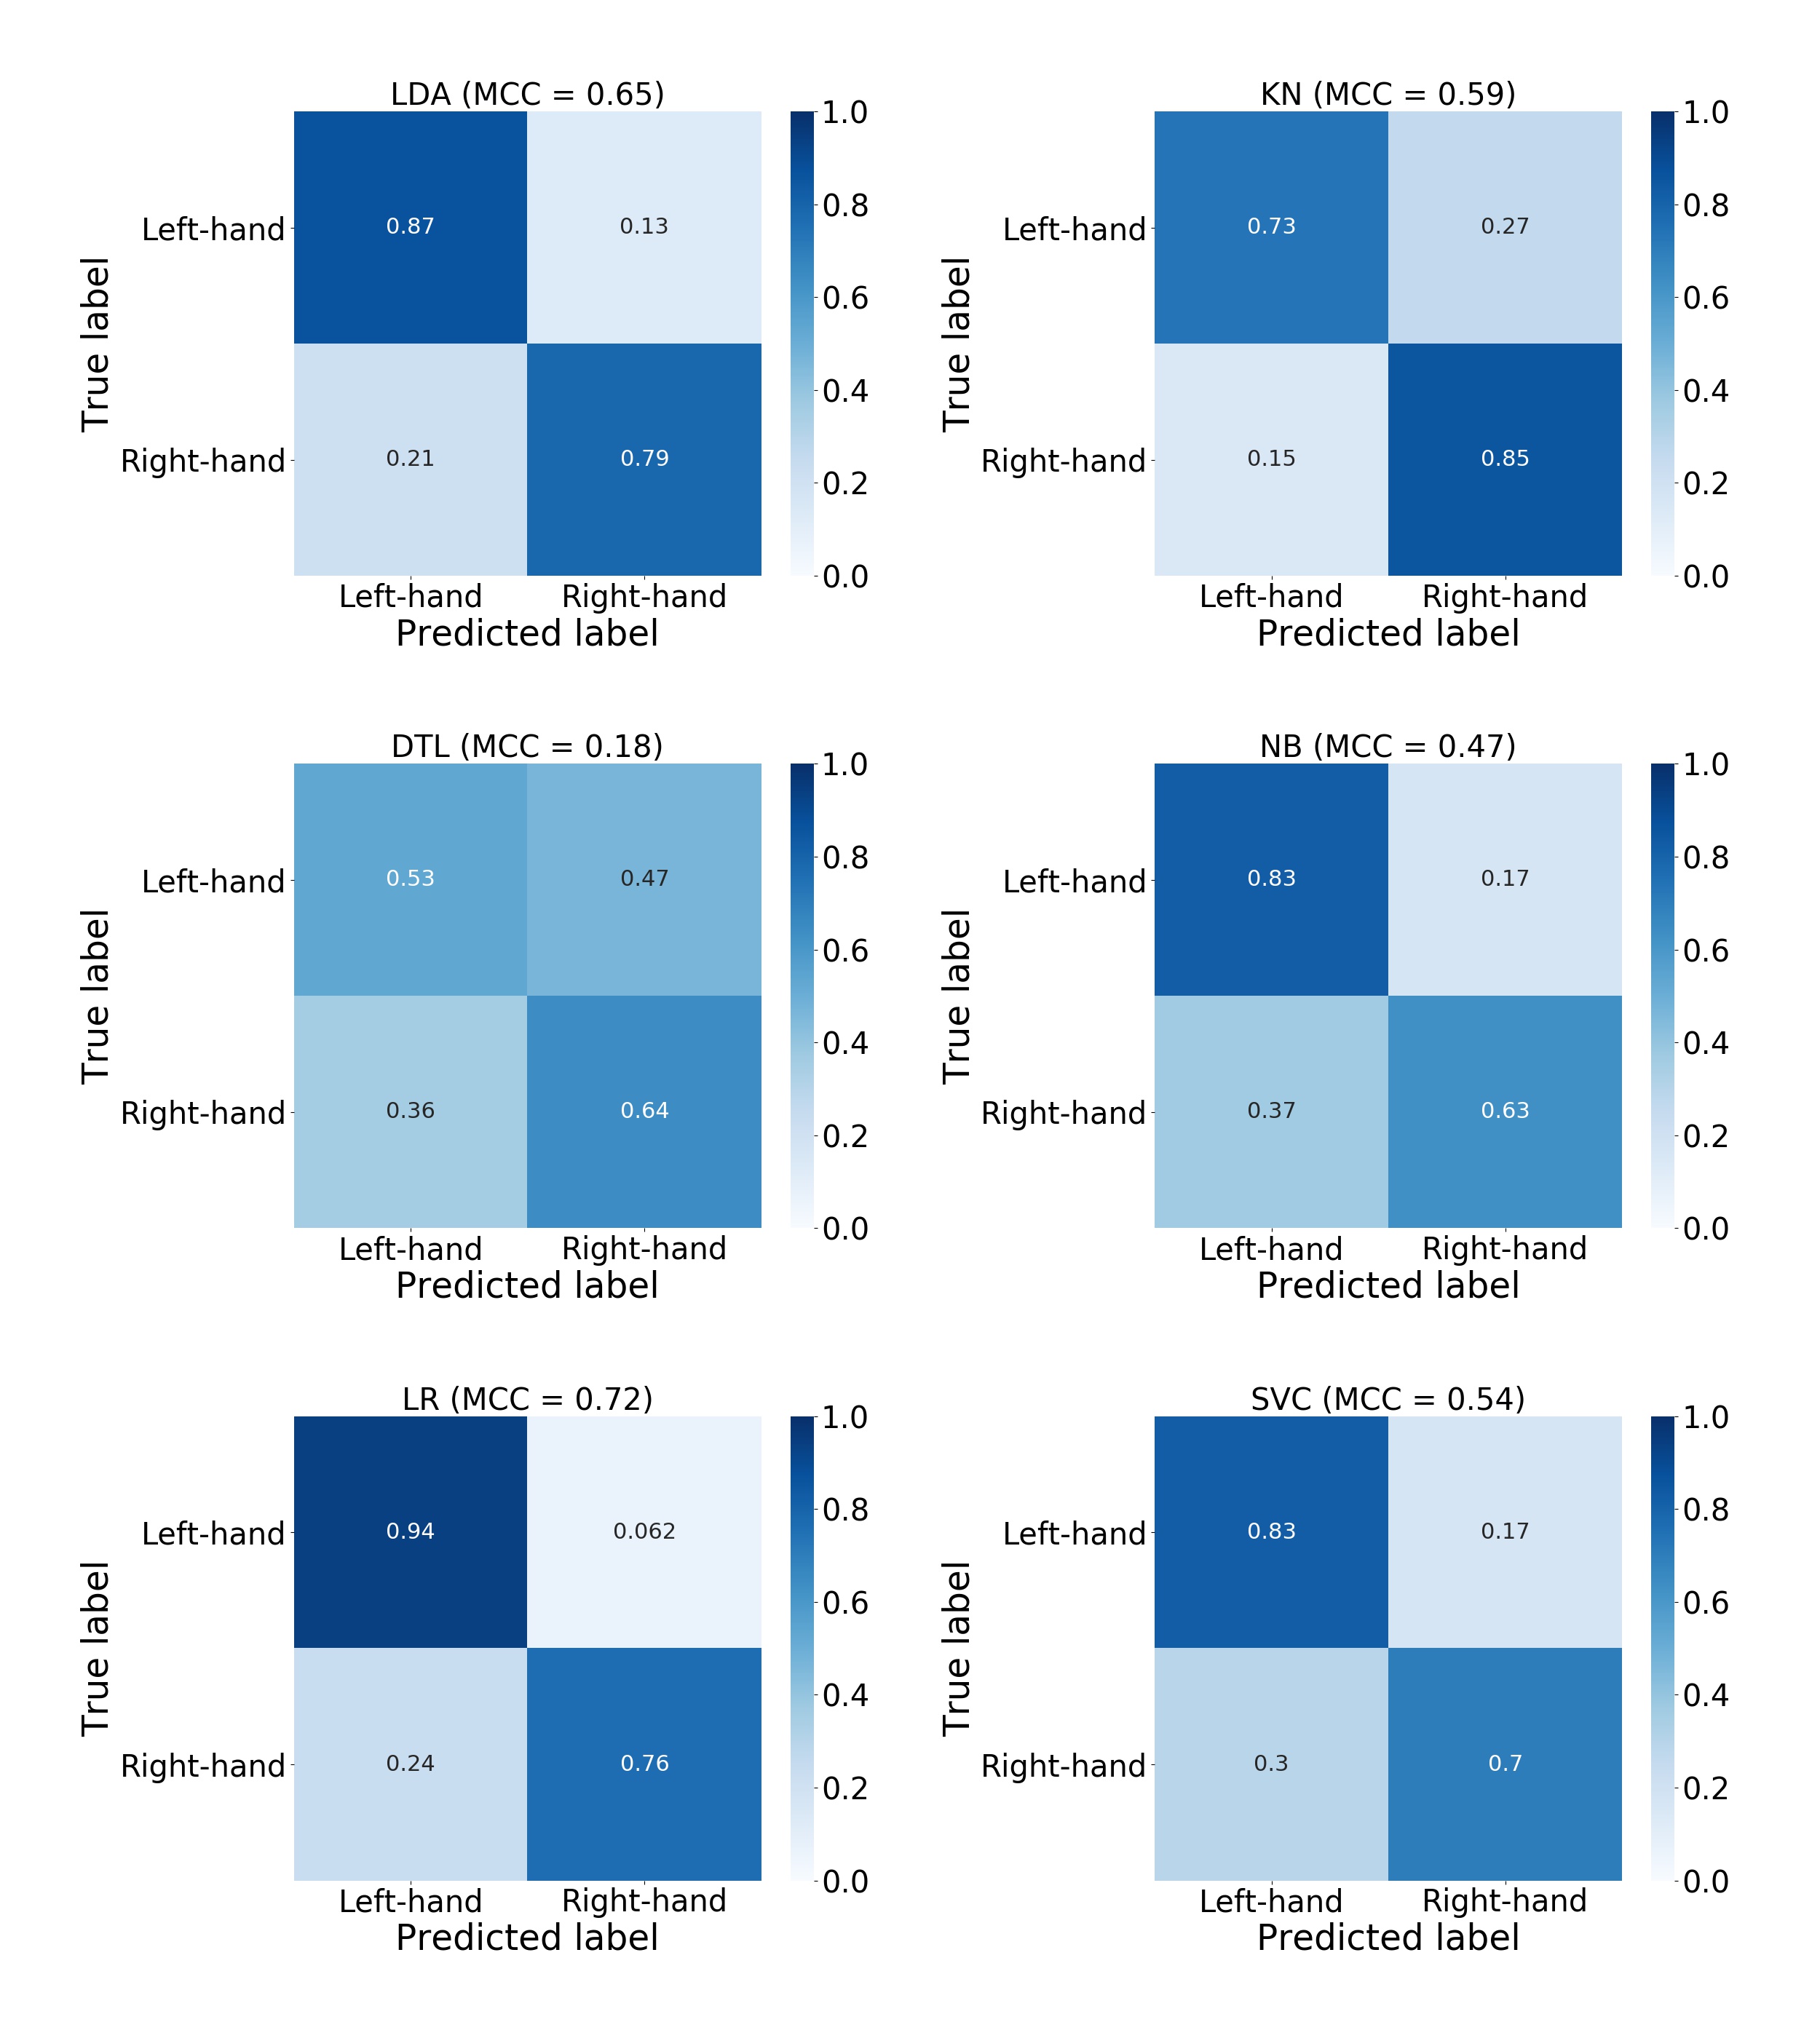 LDA (MCC = 0.65)
1.0
0.8
0.6
0.4
0.2
0.0
True label
Left-hand
0.87
0.13
Right-hand
0.21
0.79
Left-hand
Right-hand
Predicted label
KN (MCC = 0.59)
1.0
0.8
0.6
0.4
0.2
0.0
True label
Left-hand
0.73
0.27
Right-hand
0.15
0.85
Left-hand
Right-hand
Predicted label
DTL (MCC = 0.18)
1.0
0.8
0.6
0.4
0.2
0.0
True label
Left-hand
0.53
0.47
Right-hand
0.36
0.64
Left-hand
Right-hand
Predicted label
NB (MCC = 0.47)
1.0
0.8
0.6
0.4
0.2
0.0
True label
Left-hand
0.83
0.17
Right-hand
0.37
0.63
Left-hand
Right-hand
Predicted label
LR (MCC = 0.72)
1.0
0.8
0.6
0.4
0.2
0.0
True label
Left-hand
0.94
0.062
Right-hand
0.24
0.76
Left-hand
Right-hand
Predicted label
SVC (MCC = 0.54)
1.0
0.8
0.6
0.4
0.2
0.0
True label
Left-hand
0.83
0.17
Right-hand
0.3
0.7
Left-hand
Right-hand
Predicted label